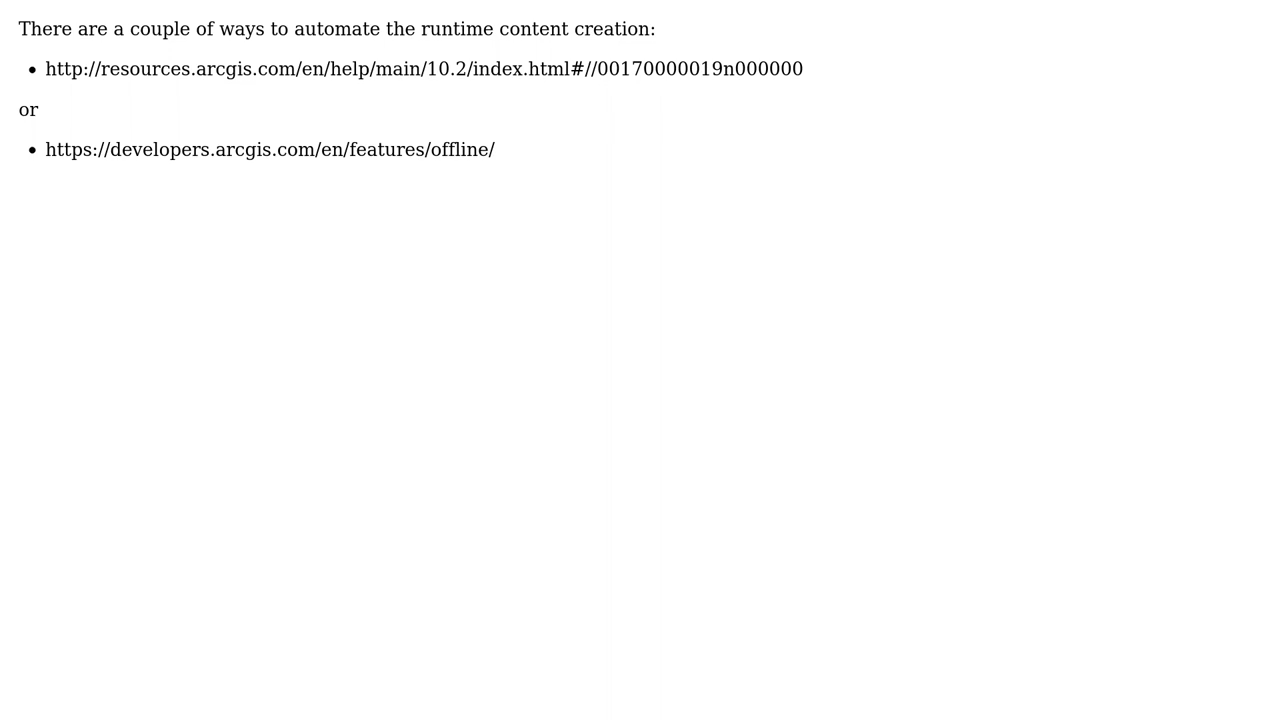 There are a couple of ways to automate the runtime content creation:
• http://resources.arcgis.com/en/help/main/10.2/index.html#//00170000019n000000
or
• https://developers.arcgis.com/en/features/offline/